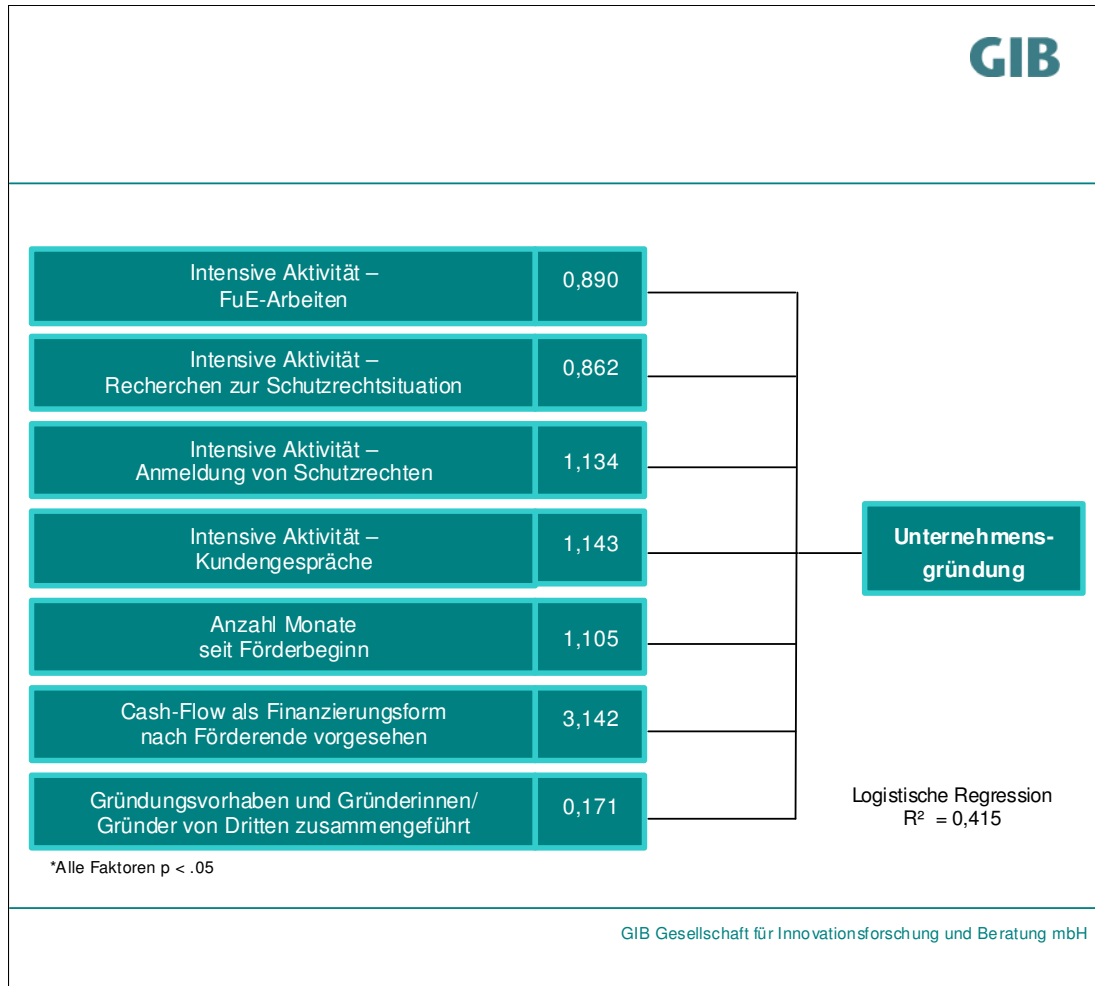 GIB
Intensive Aktivität –
FuE-Arbeiten
0,890
Intensive Aktivität –
Recherchen zur Schutzrechtsituation
0,862
Intensive Aktivität –
Anmeldung von Schutzrechten
1,134
Intensive Aktivität –
Kundengespräche
1,143
Anzahl Monate
seit Förderbeginn
1,105
Cash-Flow als Finanzierungsform
nach Förderende vorgesehen
3,142
Gründungsvorhaben und Gründerinnen/
Gründer von Dritten zusammengeführt
0,171
Unternehmens-
gründung
Logistische Regression
R² = 0,415
*Alle Faktoren p < .05
GIB Gesellschaft für Innovationsforschung und Beratung mbH